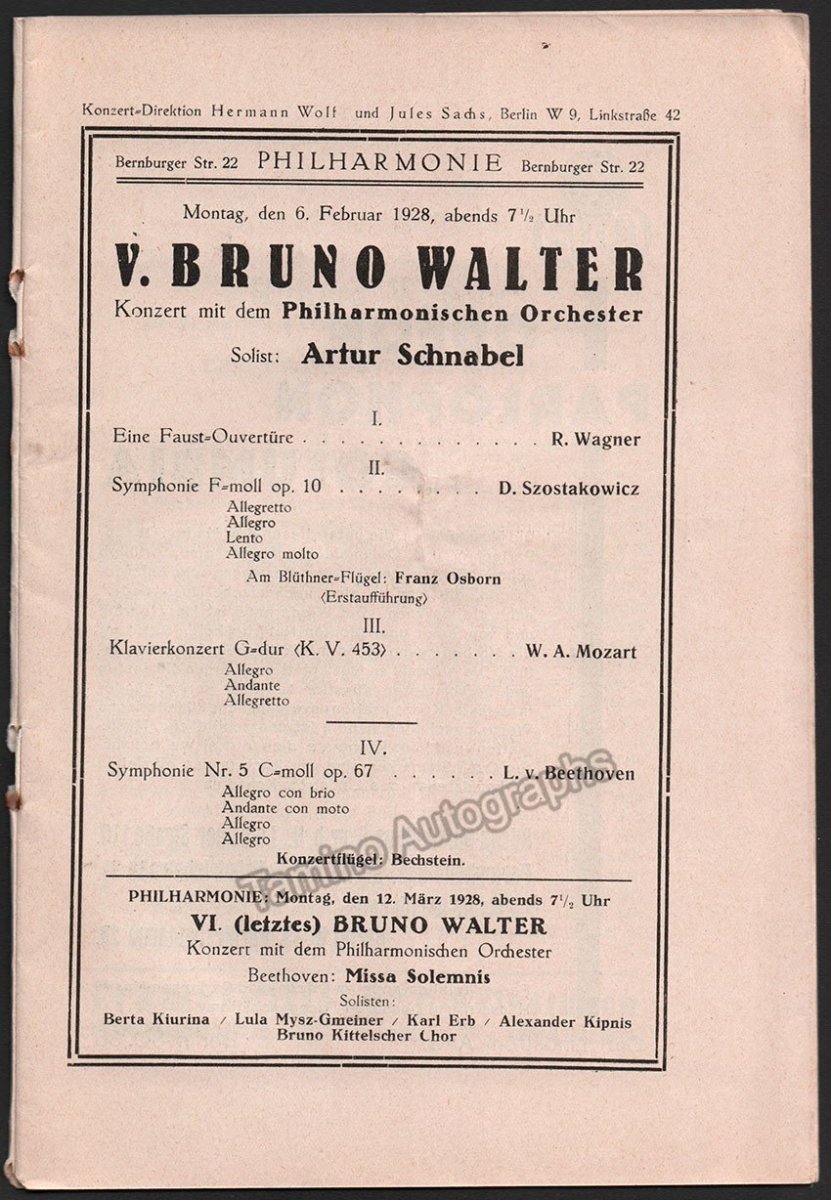 Konzert=Direktion Hermann Wolf und Jules Sachs, Berlin W 9, Linkstraße 42
Bernburger Str. 22 PHILHARMONIE Bernburger Str. 22
Montag, den 6. Februar 1928, abends 7½ Uhr
V. BRUNO WALTER
Konzert mit dem Philharmonischen Orchester
Solist: Artur Schnabel
I.
Eine Faust=Ouvertüre . . . . . . . . . . . . . R. Wagner
II.
Symphonie F=moll op. 10 . . . . . . . . D. Szostakowicz
Allegretto
Allegro
Lento
Allegro molto
Am Blüthner=Flügel: Franz Osborn
(Erstaufführung)
III.
Klavierkonzert G=dur (K. V. 453) . . . . . . . W. A. Mozart
Allegro
Andante
Allegretto
IV.
Symphonie Nr. 5 C=moll op. 67 . . . . . . L. v. Beethoven
Allegro con brio
Andante con moto
Allegro
Allegro
Konzertflügel: Bechstein.
PHILHARMONIE: Montag, den 12. März 1928, abends 7½ Uhr
VI. (letztes) BRUNO WALTER
Konzert mit dem Philharmonischen Orchester
Beethoven: Missa Solemnis
Solisten:
Berta Kiurina / Lula Mysz-Gmeiner / Karl Erb / Alexander Kipnis
Bruno Kittelscher Chor
Tamino Autographs